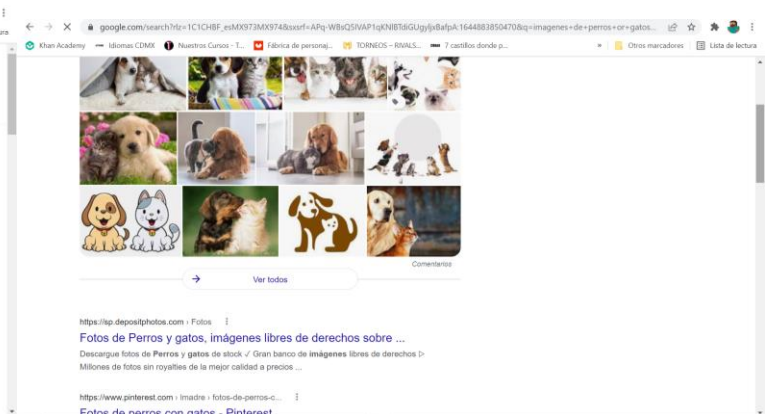 google.com/search?rlz=1C1CHBF_esMX973MX974&sxsrf=APq-WBsQ5IVAP1qKNlBTdiGUgyljxBafpA:1644883850470&q=imagenes+de+perros+or+gatos...
Khan Academy Idiomas CDMX Nuestros Cursos - T... Fábrica de personaj... TORNEOS – RIVALS... 7 castillos donde p... » Otros marcadores Lista de lectura
Comentarios
→ Ver todos
https://sp.depositphotos.com › Fotos
Fotos de Perros y gatos, imágenes libres de derechos sobre ...
Descargue fotos de Perros y gatos de stock √ Gran banco de imágenes libres de derechos ▷
Millones de fotos sin royalties de la mejor calidad a precios ...
https://www.pinterest.com › lmadre › fotos-de-perros-c...
Fotos de perros con gatos - Pinterest